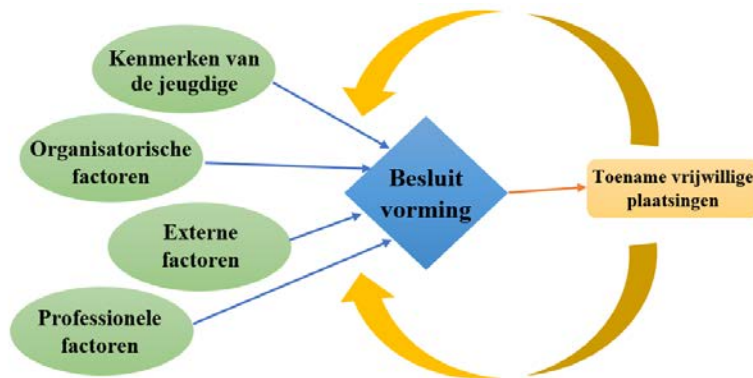 Kenmerken van
de jeugdige
Organisatorische
factoren
Externe
factoren
Professionele
factoren
Besluit
vorming
Toename vrijwillige
plaatsingen